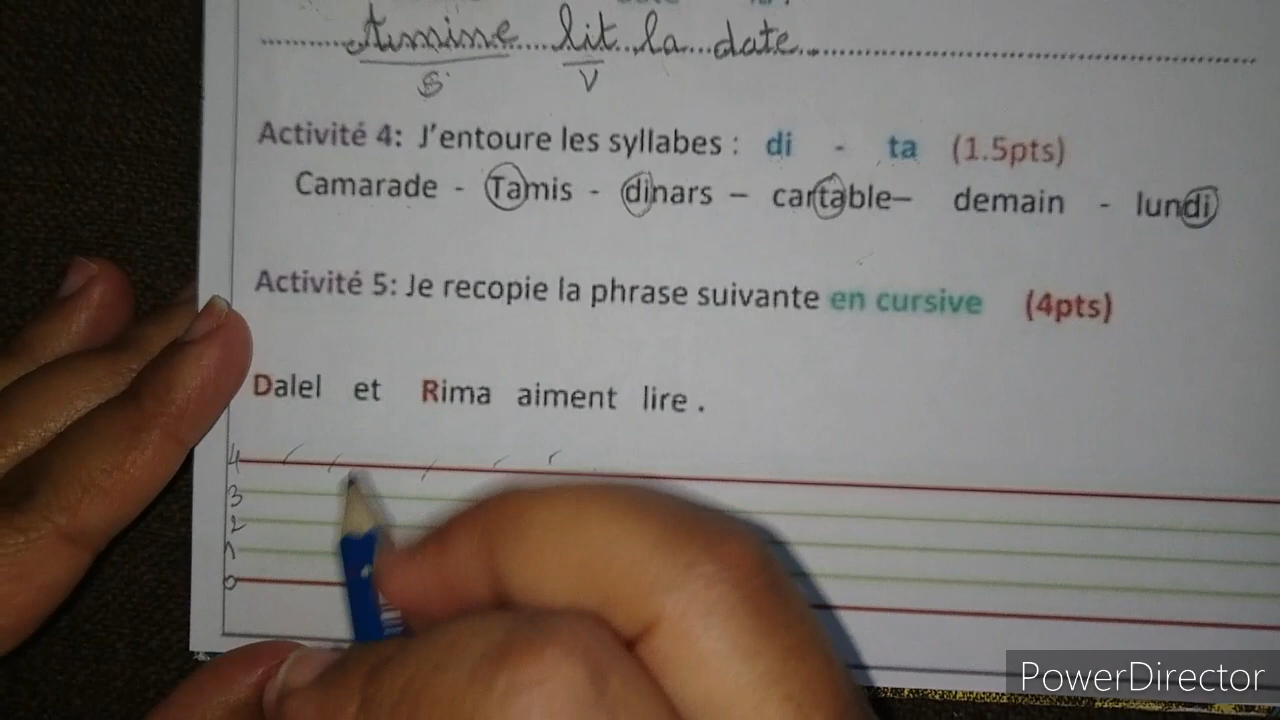 Amine lit la date.
S V
Activité 4: J'entoure les syllabes : di - ta (1.5pts)
Camarade - Tamis - dinars – cartable– demain - lundi
Activité 5: Je recopie la phrase suivante en cursive (4pts)
Dalel et Rima aiment lire .
4
3
2
1
0
PowerDirector